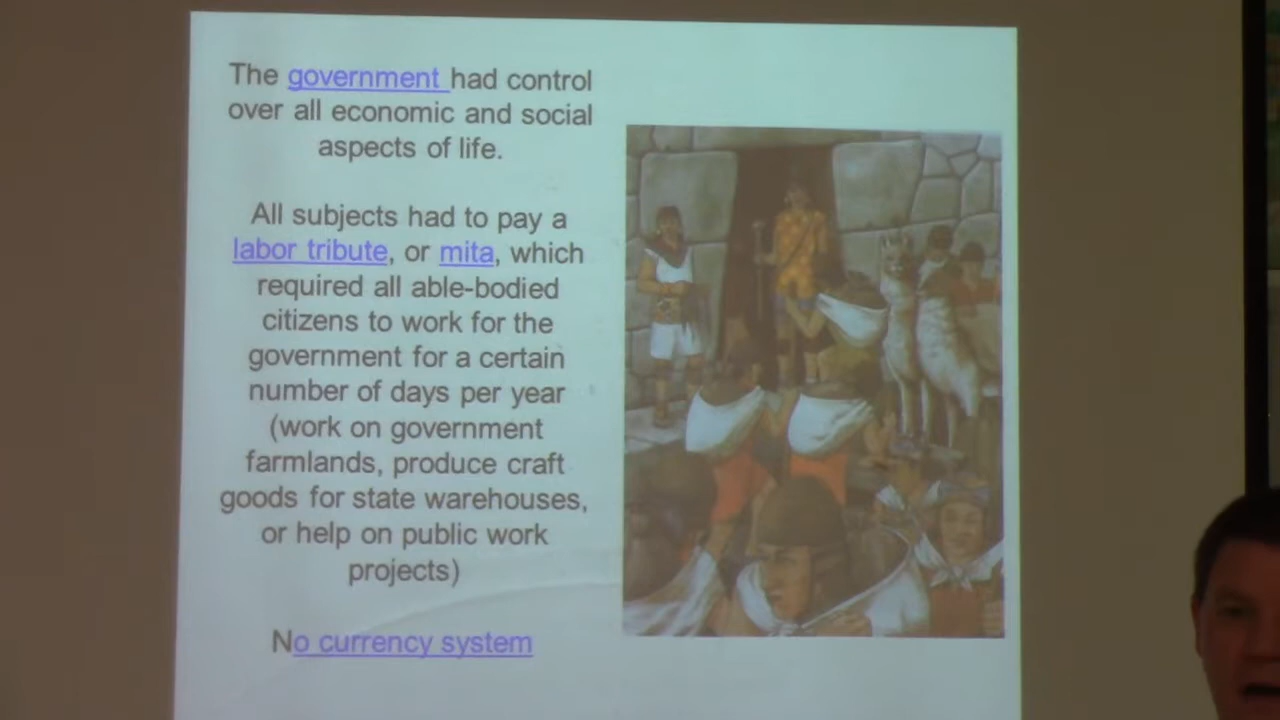 The government had control
over all economic and social
aspects of life.
All subjects had to pay a
labor tribute, or mita, which
required all able-bodied
citizens to work for the
government for a certain
number of days per year
(work on government
farmlands, produce craft
goods for state warehouses,
or help on public work
projects)
No currency system